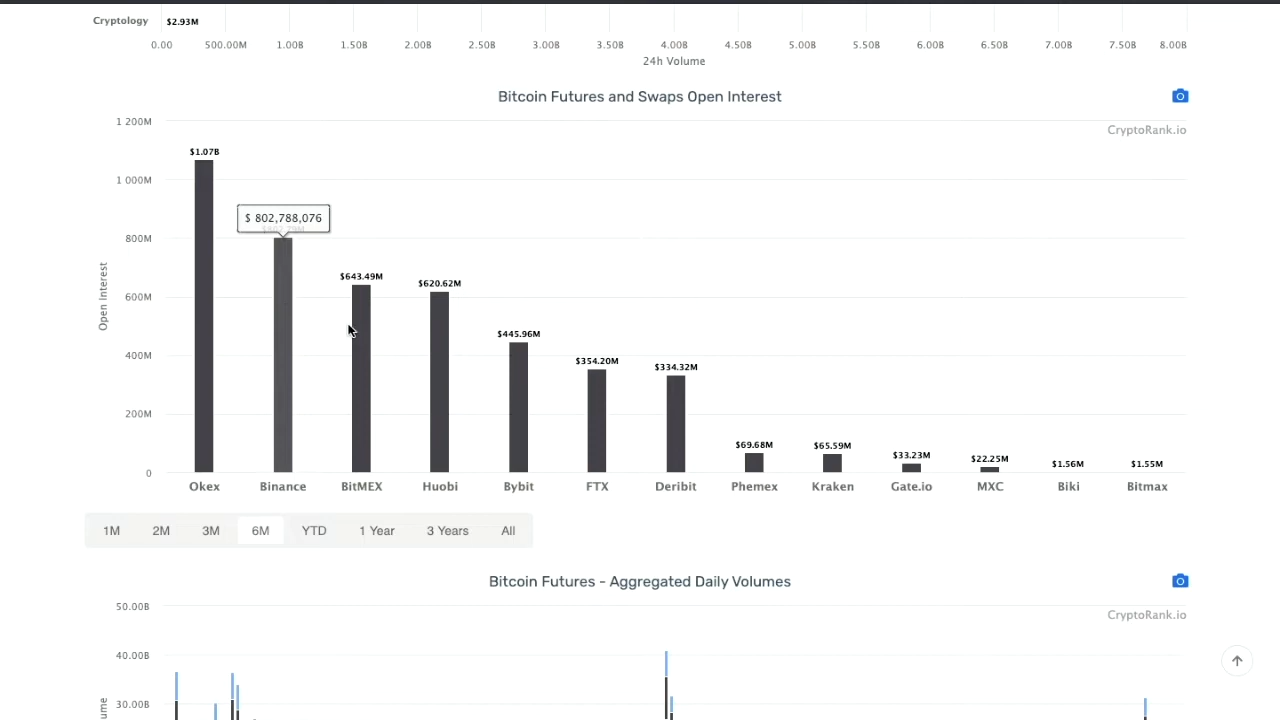 Cryptology $2.93M
0.00 500.00M 1.00B 1.50B 2.00B 2.50B 3.00B 3.50B 4.00B 4.50B 5.00B 5.50B 6.00B 6.50B 7.00B 7.50B 8.00B
24h Volume
Bitcoin Futures and Swaps Open Interest
1 200M
CryptoRank.io
$1.07B
1 000M
$ 802,788,076
800M
$643.49M
$620.62M
600M
$445.96M
$354.20M
$334.32M
400M
200M
$69.68M
$65.59M
$33.23M
$22.25M
$1.56M
$1.55M
0
Open Interest
Okex Binance BitMEX Huobi Bybit FTX Deribit Phemex Kraken Gate.io MXC Biki Bitmax
1M 2M 3M 6M YTD 1 Year 3 Years All
Bitcoin Futures - Aggregated Daily Volumes
50.00B
CryptoRank.io
40.00B
30.00B